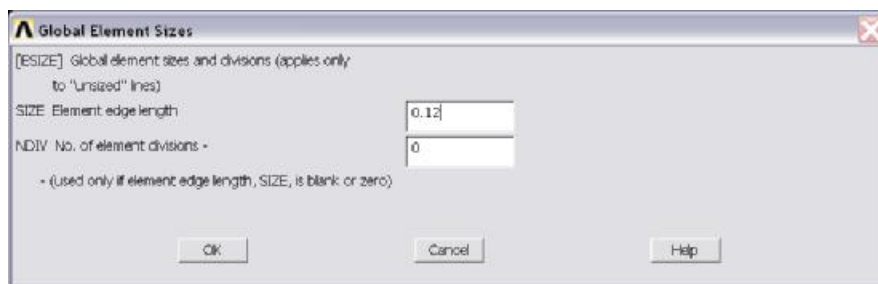 Global Element Sizes
[ESIZE] Global element sizes and divisions (applies only
to "unsized" lines)
SIZE Element edge length
0.12
NDIV No. of element divisions -
0
- (used only if element edge length, SIZE, is blank or zero)
OK
Cancel
Help